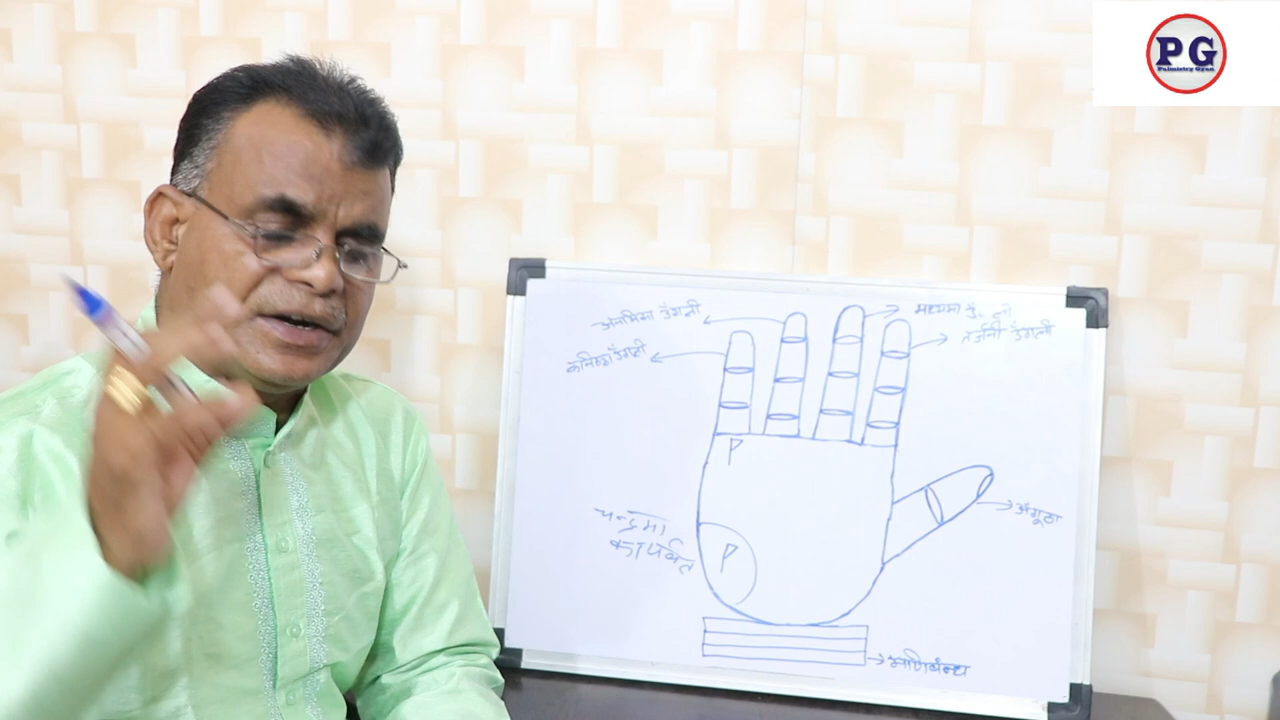 PG
Palmistry Gyan
अनामिका उँगली
मध्यमा उँ.
तर्जनी उँगली
कनिष्ठा उँगली
P
अंगूठा
चन्द्रमा
का पर्वत
P
मणिबन्ध